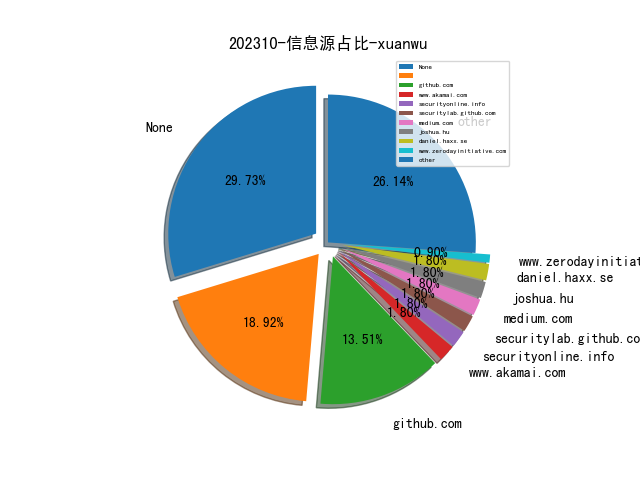 202310-信息源占比-xuanwu
None
github.com
www.akamai.com
securityonline.info
securitylab.github.com
medium.com
joshua.hu
daniel.haxx.se
www.zerodayinitiative.com
other
other
None
29.73%
26.14%
18.92%
13.51%
0.90%
1.80%
1.80%
1.80%
1.80%
1.80%
1.80%
www.zerodayinitiat
daniel.haxx.se
joshua.hu
medium.com
securitylab.github.co
securityonline.info
www.akamai.com
github.com